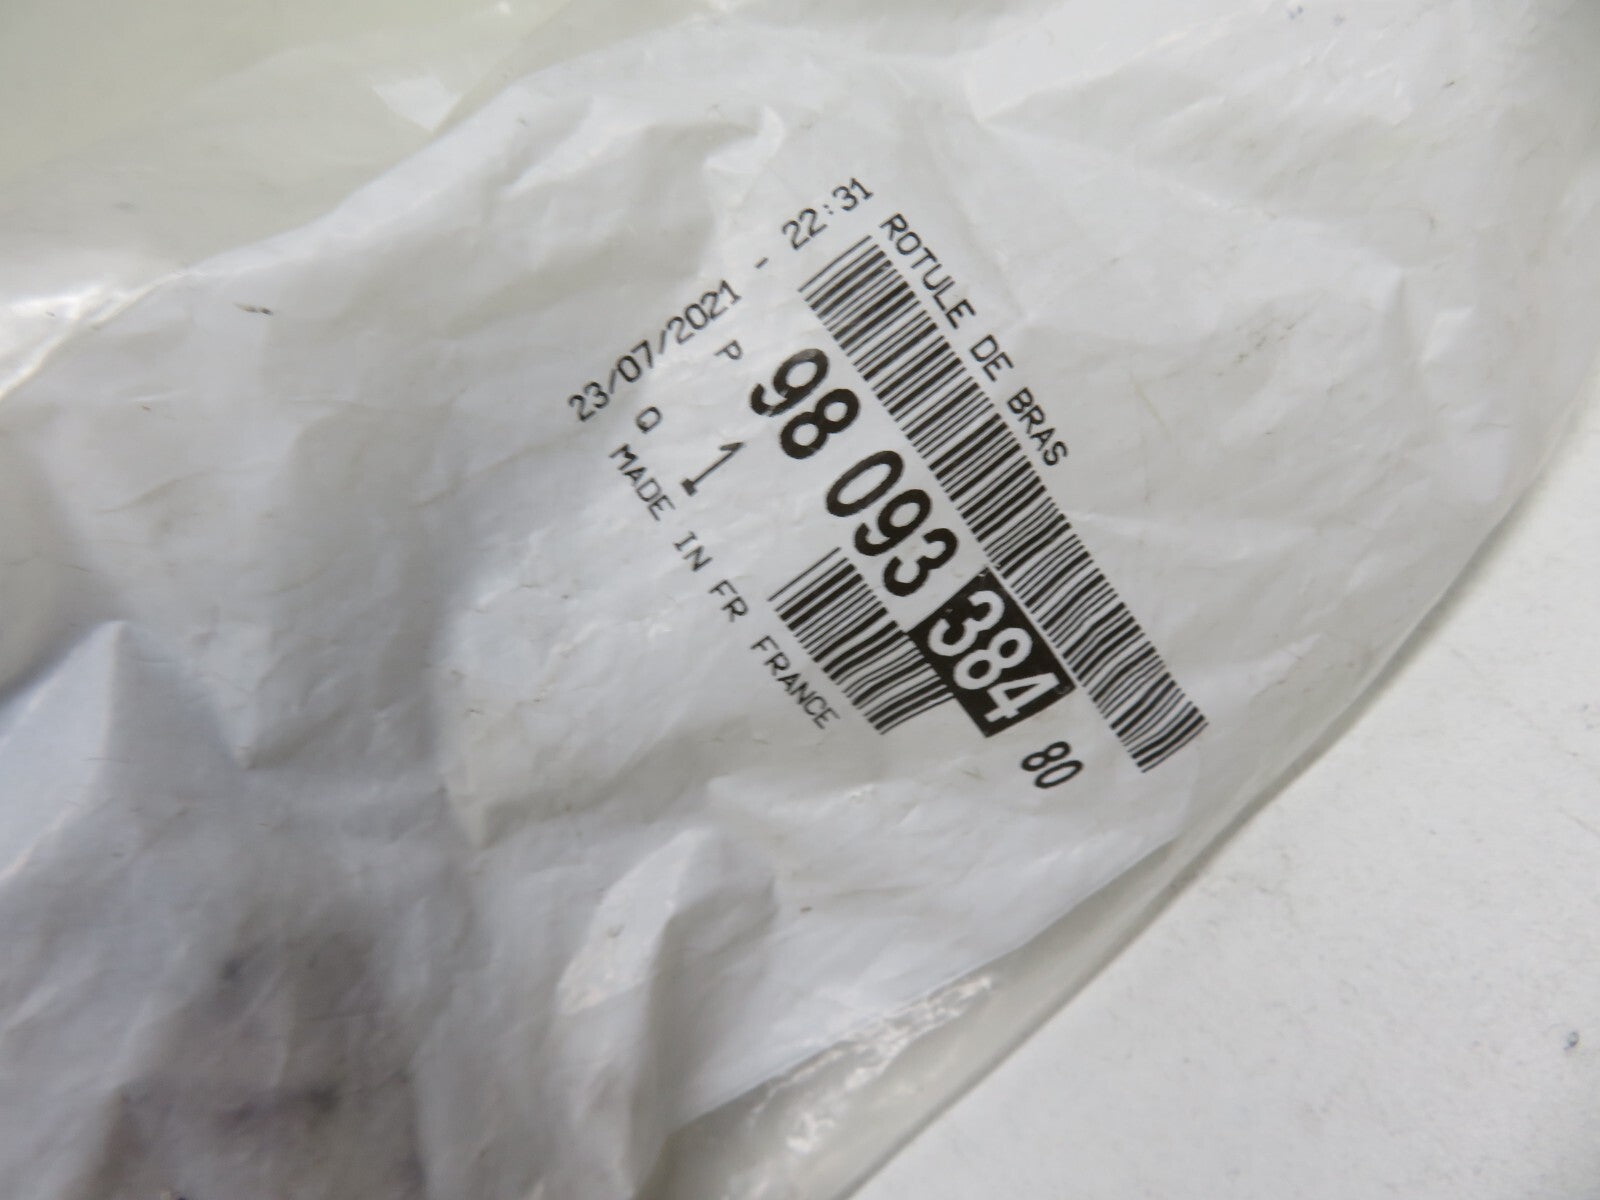 ROTULE DE BRAS
P 98 093 384 80
23/07/2021 - 22:31
Q 1
MADE IN FR FRANCE